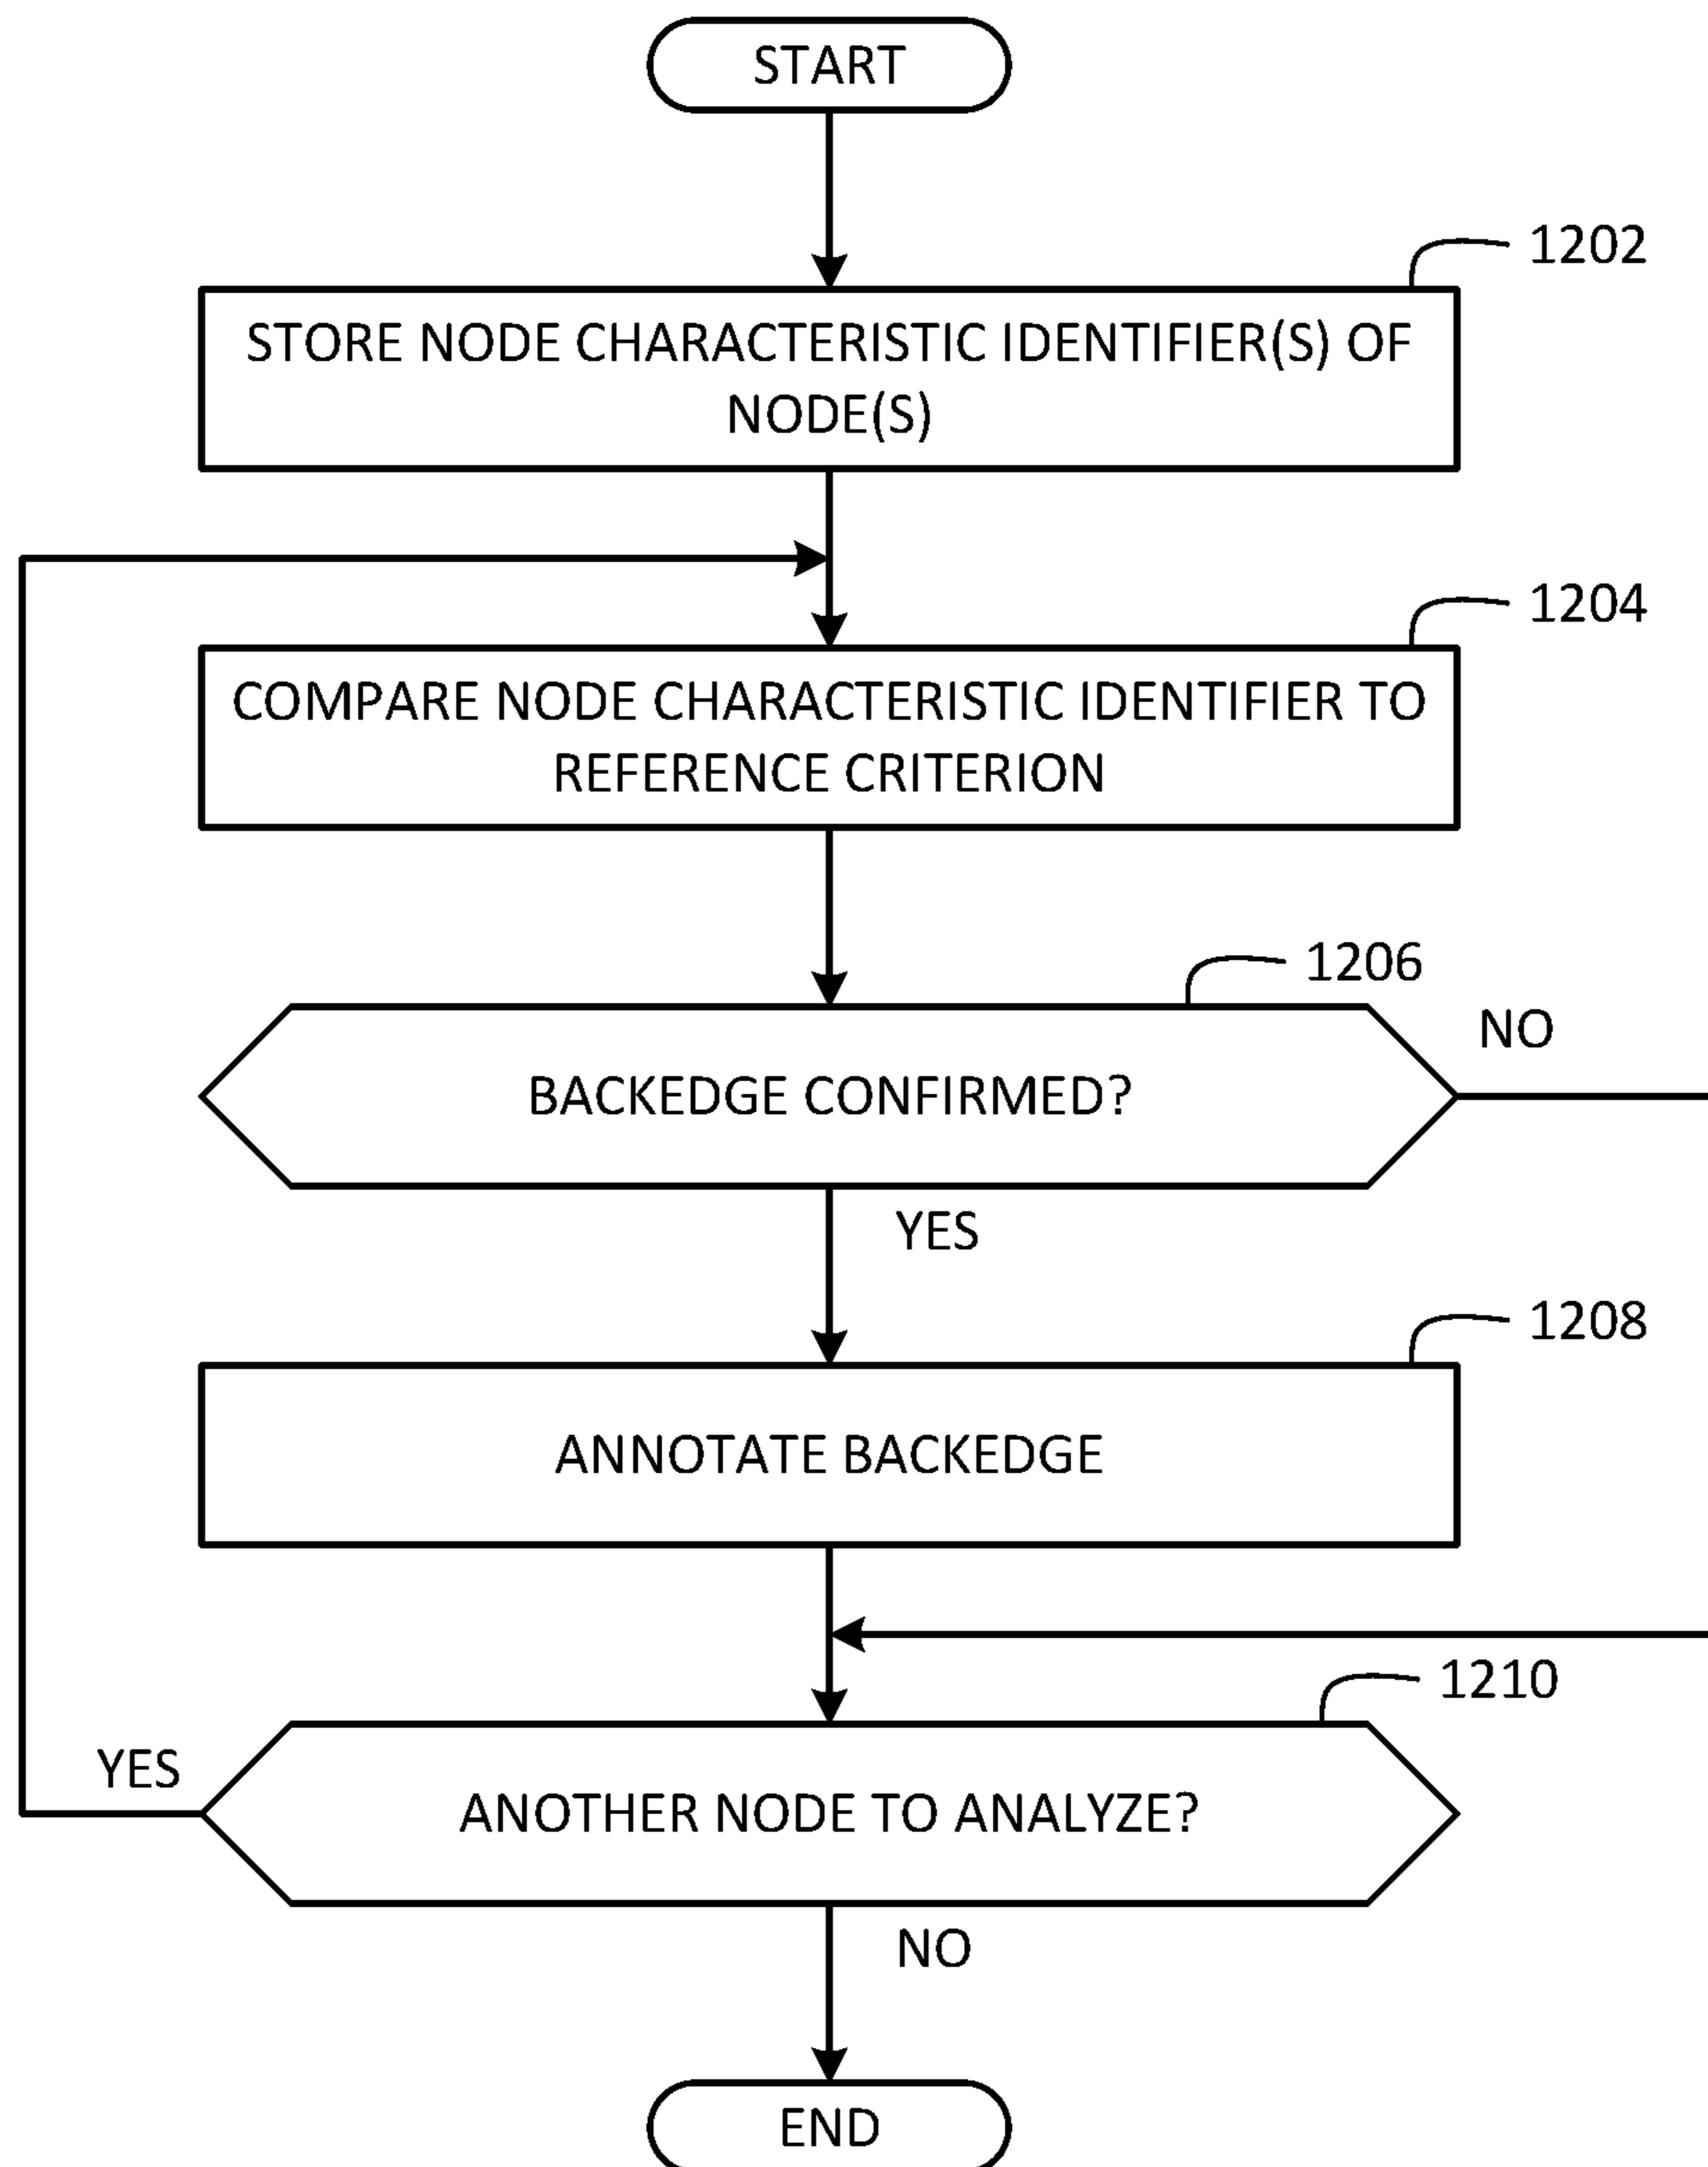 START
1202
STORE NODE CHARACTERISTIC IDENTIFIER(S) OF
NODE(S)
1204
COMPARE NODE CHARACTERISTIC IDENTIFIER TO
REFERENCE CRITERION
1206
NO
BACKEDGE CONFIRMED?
YES
1208
ANNOTATE BACKEDGE
1210
YES
ANOTHER NODE TO ANALYZE?
NO
END